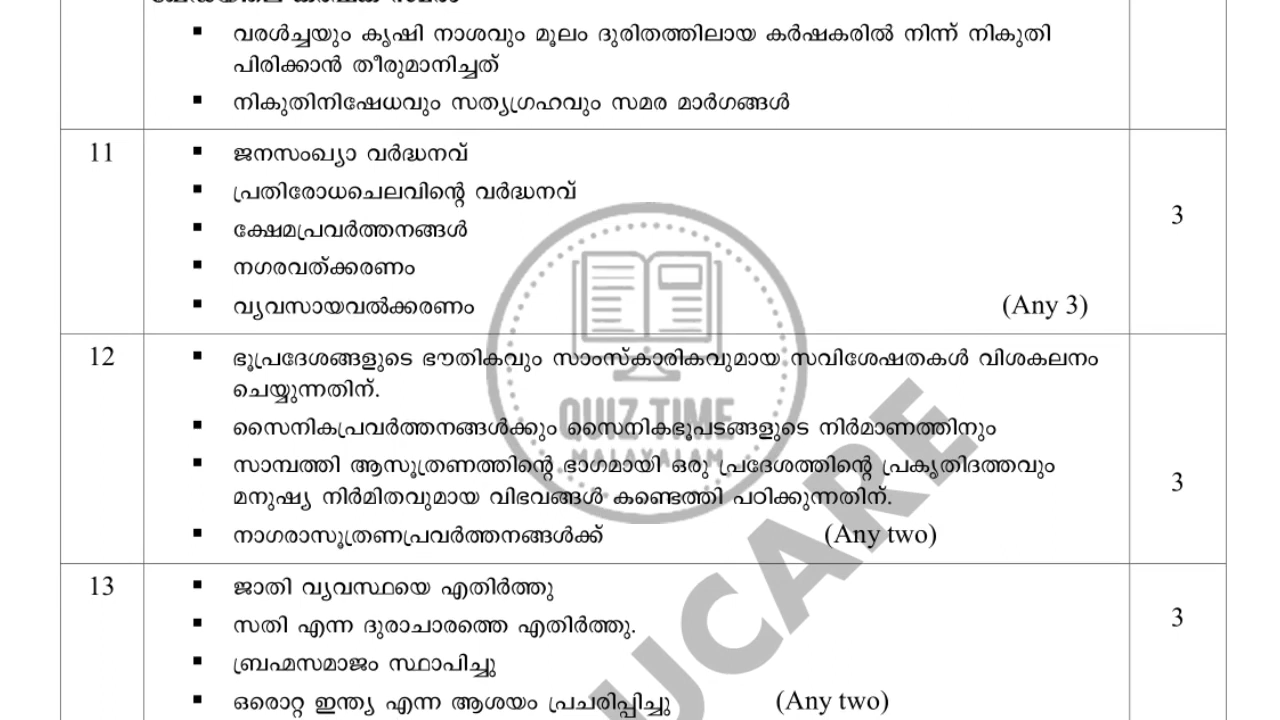 വരൾച്ചയും കൃഷി നാശവും മൂലം ദുരിതത്തിലായ കർഷകരിൽ നിന്ന് നികുതി
പിരിക്കാൻ തീരുമാനിച്ചത്
നികുതിനിഷേധവും സത്യഗ്രഹവും സമര മാർഗങ്ങൾ
11
ജനസംഖ്യാ വർദ്ധനവ്
പ്രതിരോധചെലവിന്റെ വർദ്ധനവ്
ക്ഷേമപ്രവർത്തനങ്ങൾ
നഗരവത്ക്കരണം
വ്യവസായവൽക്കരണം (Any 3)
3
12
ഭൂപ്രദേശങ്ങളുടെ ഭൗതികവും സാംസ്കാരികവുമായ സവിശേഷതകൾ വിശകലനം
ചെയ്യുന്നതിന്.
സൈനികപ്രവർത്തനങ്ങൾക്കും സൈനികഭൂപടങ്ങളുടെ നിർമാണത്തിനും
സാമ്പത്തി ആസൂത്രണത്തിന്റെ ഭാഗമായി ഒരു പ്രദേശത്തിന്റെ പ്രകൃതിദത്തവും
മനുഷ്യ നിർമിതവുമായ വിഭവങ്ങൾ കണ്ടെത്തി പഠിക്കുന്നതിന്.
നാഗരാസൂത്രണപ്രവർത്തനങ്ങൾക്ക് (Any two)
3
13
ജാതി വ്യവസ്ഥയെ എതിർത്തു
സതി എന്ന ദുരാചാരത്തെ എതിർത്തു.
ബ്രഹ്മസമാജം സ്ഥാപിച്ചു
ഒരൊറ്റ ഇന്ത്യ എന്ന ആശയം പ്രചരിപ്പിച്ചു (Any two)
3
QUIZ TIME
MALAYALAM
UCARE